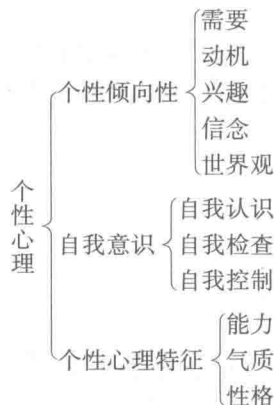 个性心理
个性倾向性
需要
动机
兴趣
信念
世界观
自我意识
自我认识
自我检查
自我控制
个性心理特征
能力
气质
性格